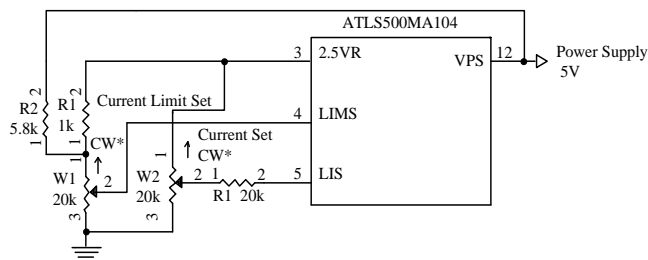 ATLS500MA104
3 2.5VR VPS 12 Power Supply
5V
2 2
R2 R1 Current Limit Set
5.8k 1k
4 LIMS
1 1 CW*
Current Set
1 CW*
W1 2 W2 2 1 2 5 LIS
20k 20k R1 20k
3 3